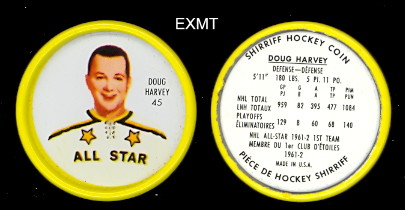 EXMT
DOUG
HARVEY
45
ALL STAR
SHIRRIFF HOCKEY COIN
DOUG HARVEY
DEFENSE–DÉFENSE
5'11" 180 LBS. 5 PI. 11 PO.
GP G A TP PIM
PJ B A TP PUN
NHL TOTAL
LNH TOTAUX 959 82 395 477 1084
PLAYOFFS
ÉLIMINATOIRES 129 8 60 68 140
NHL ALL-STAR 1961-2 1ST TEAM
MEMBRE DU 1er CLUB D'ÉTOILES
1961-2
MADE IN U.S.A.
PIÈCE DE HOCKEY SHIRRIFF